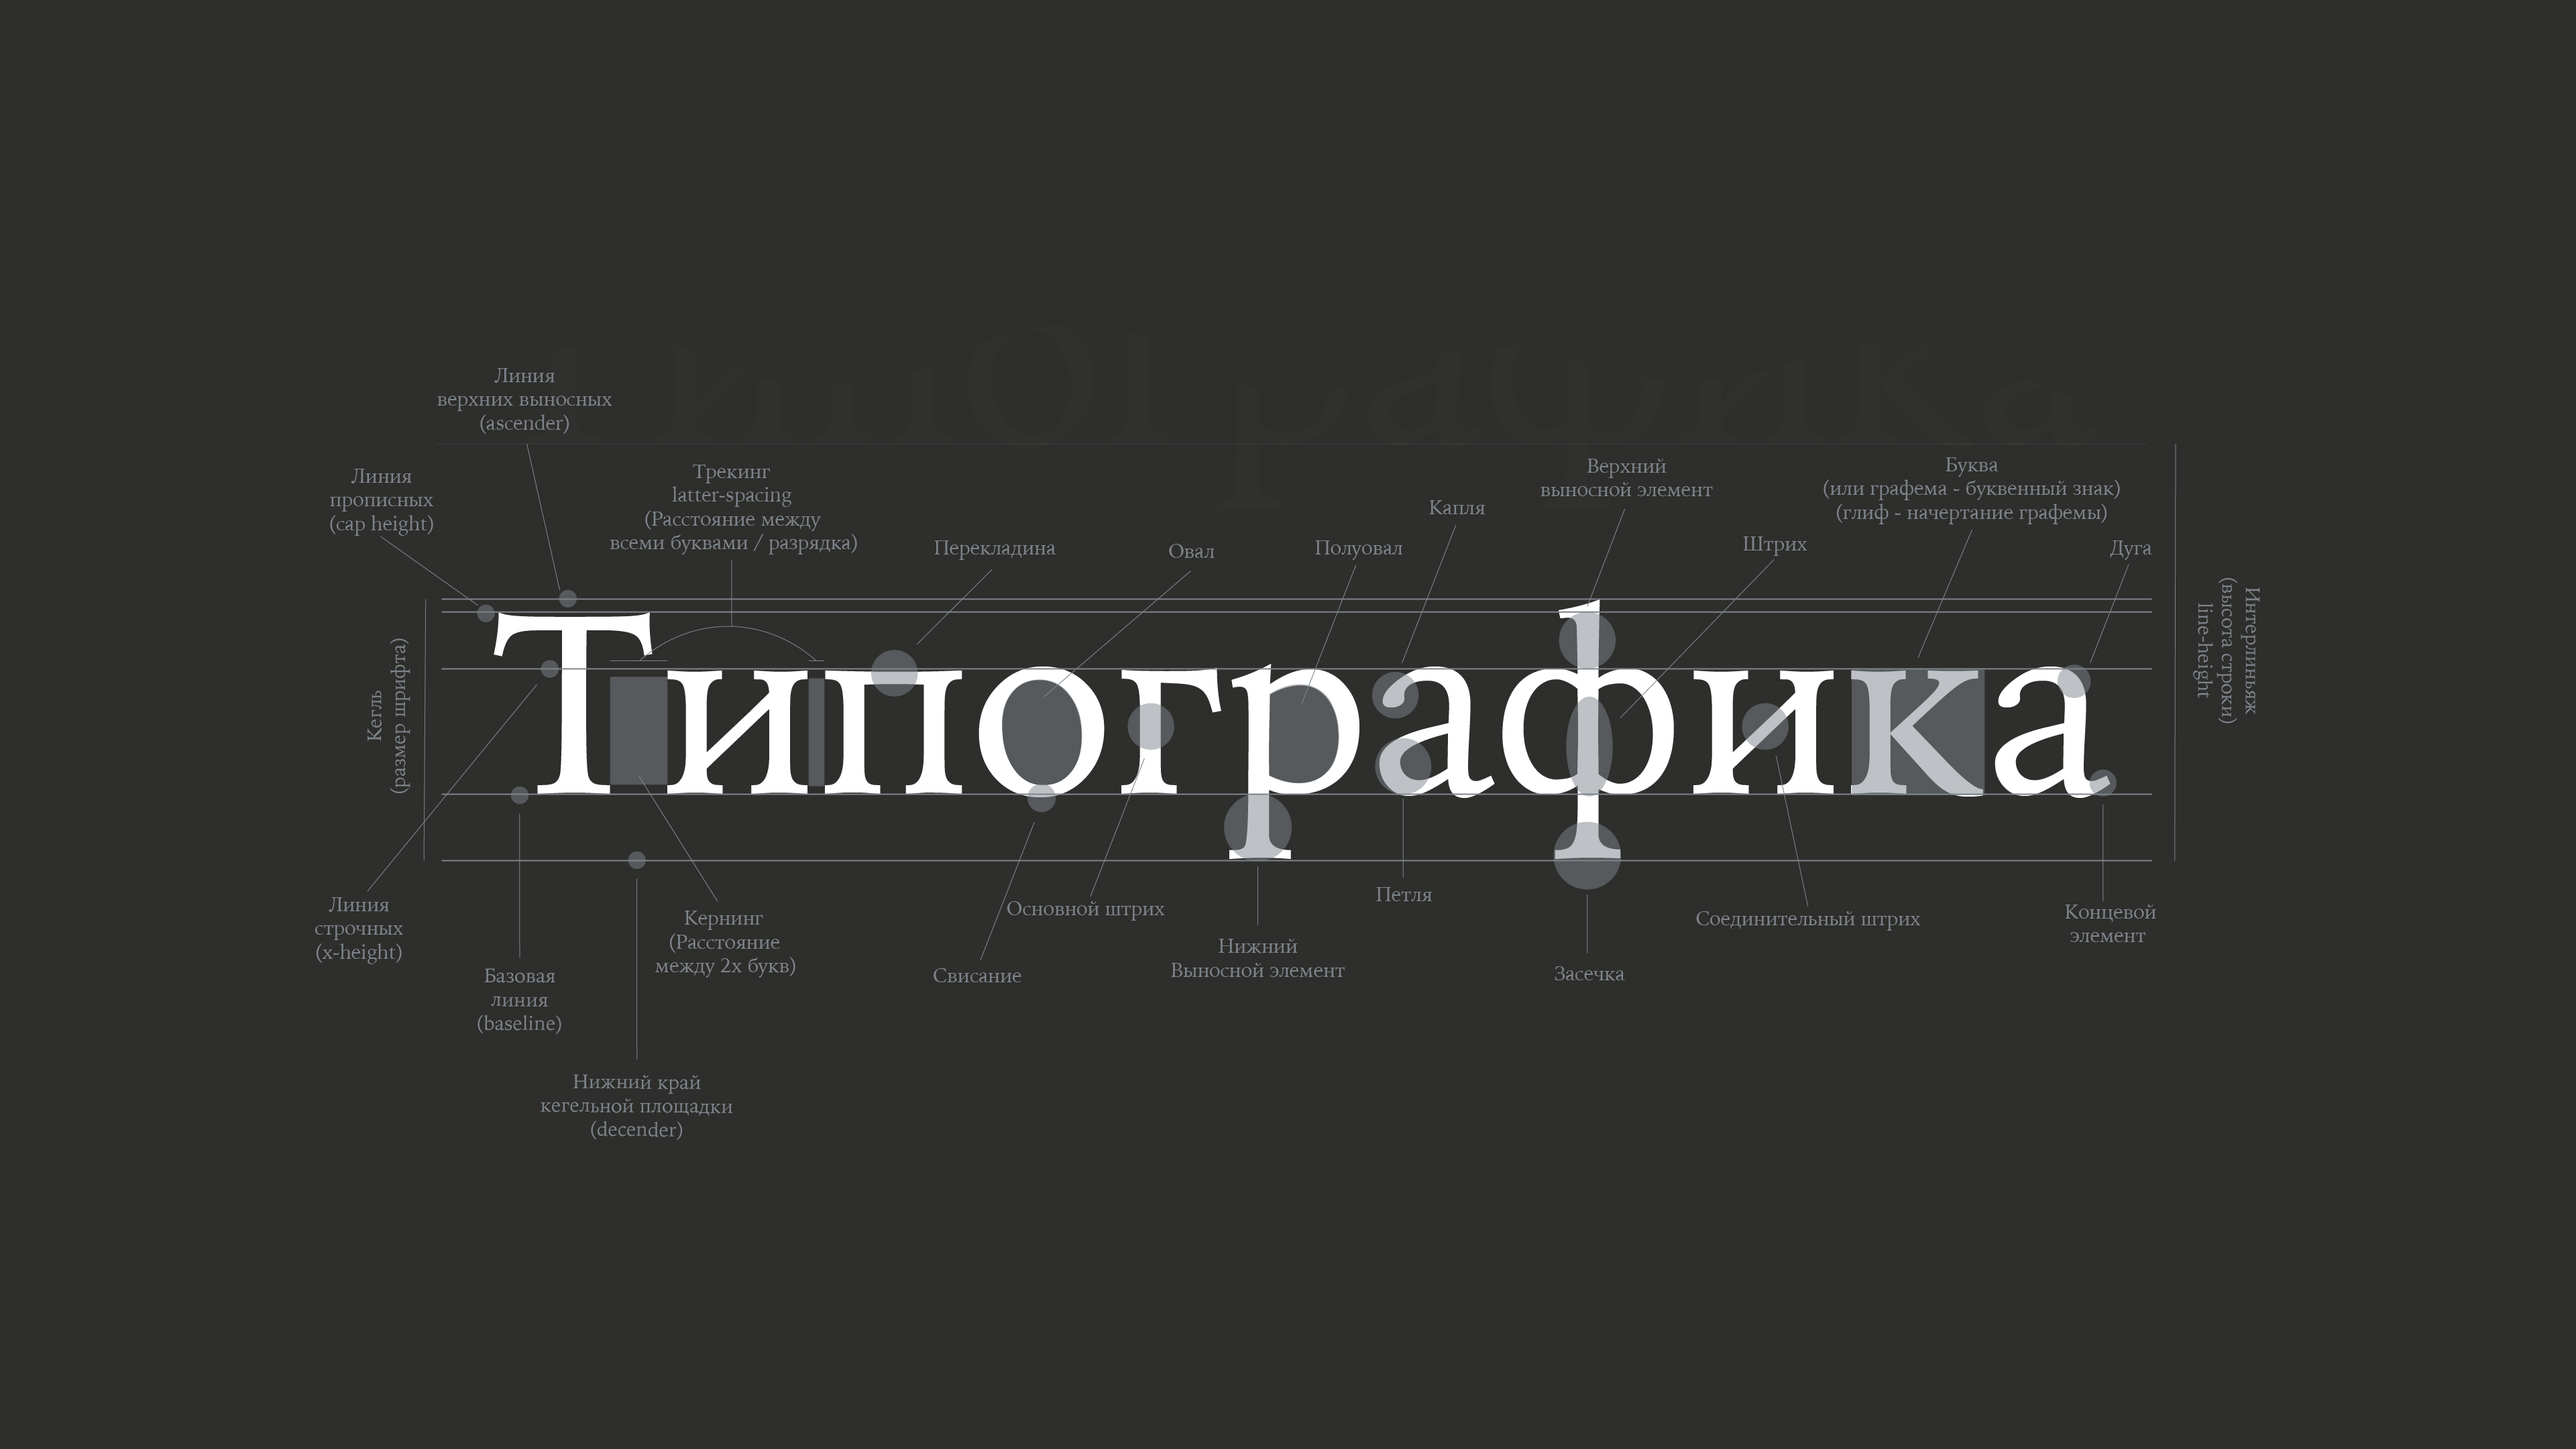 Линия
верхних выносных
(ascender)
Линия
прописных
(cap height)
Трекинг
latter-spacing
(Расстояние между
всеми буквами / разрядка)
Перекладина
Овал
Полуовал
Капля
Верхний
выносной элемент
Штрих
Буква
(или графема - буквенный знак)
(глиф - начертание графемы)
Дуга
Кегль
(размер шрифта)
Типографика
Интерлиньяж
(высота строки)
line-height
Линия
строчных
(x-height)
Базовая
линия
(baseline)
Кернинг
(Расстояние
между 2х букв)
Нижний край
кегельной площадки
(decender)
Свисание
Основной штрих
Нижний
Выносной элемент
Петля
Засечка
Соединительный штрих
Концевой
элемент
Типографика